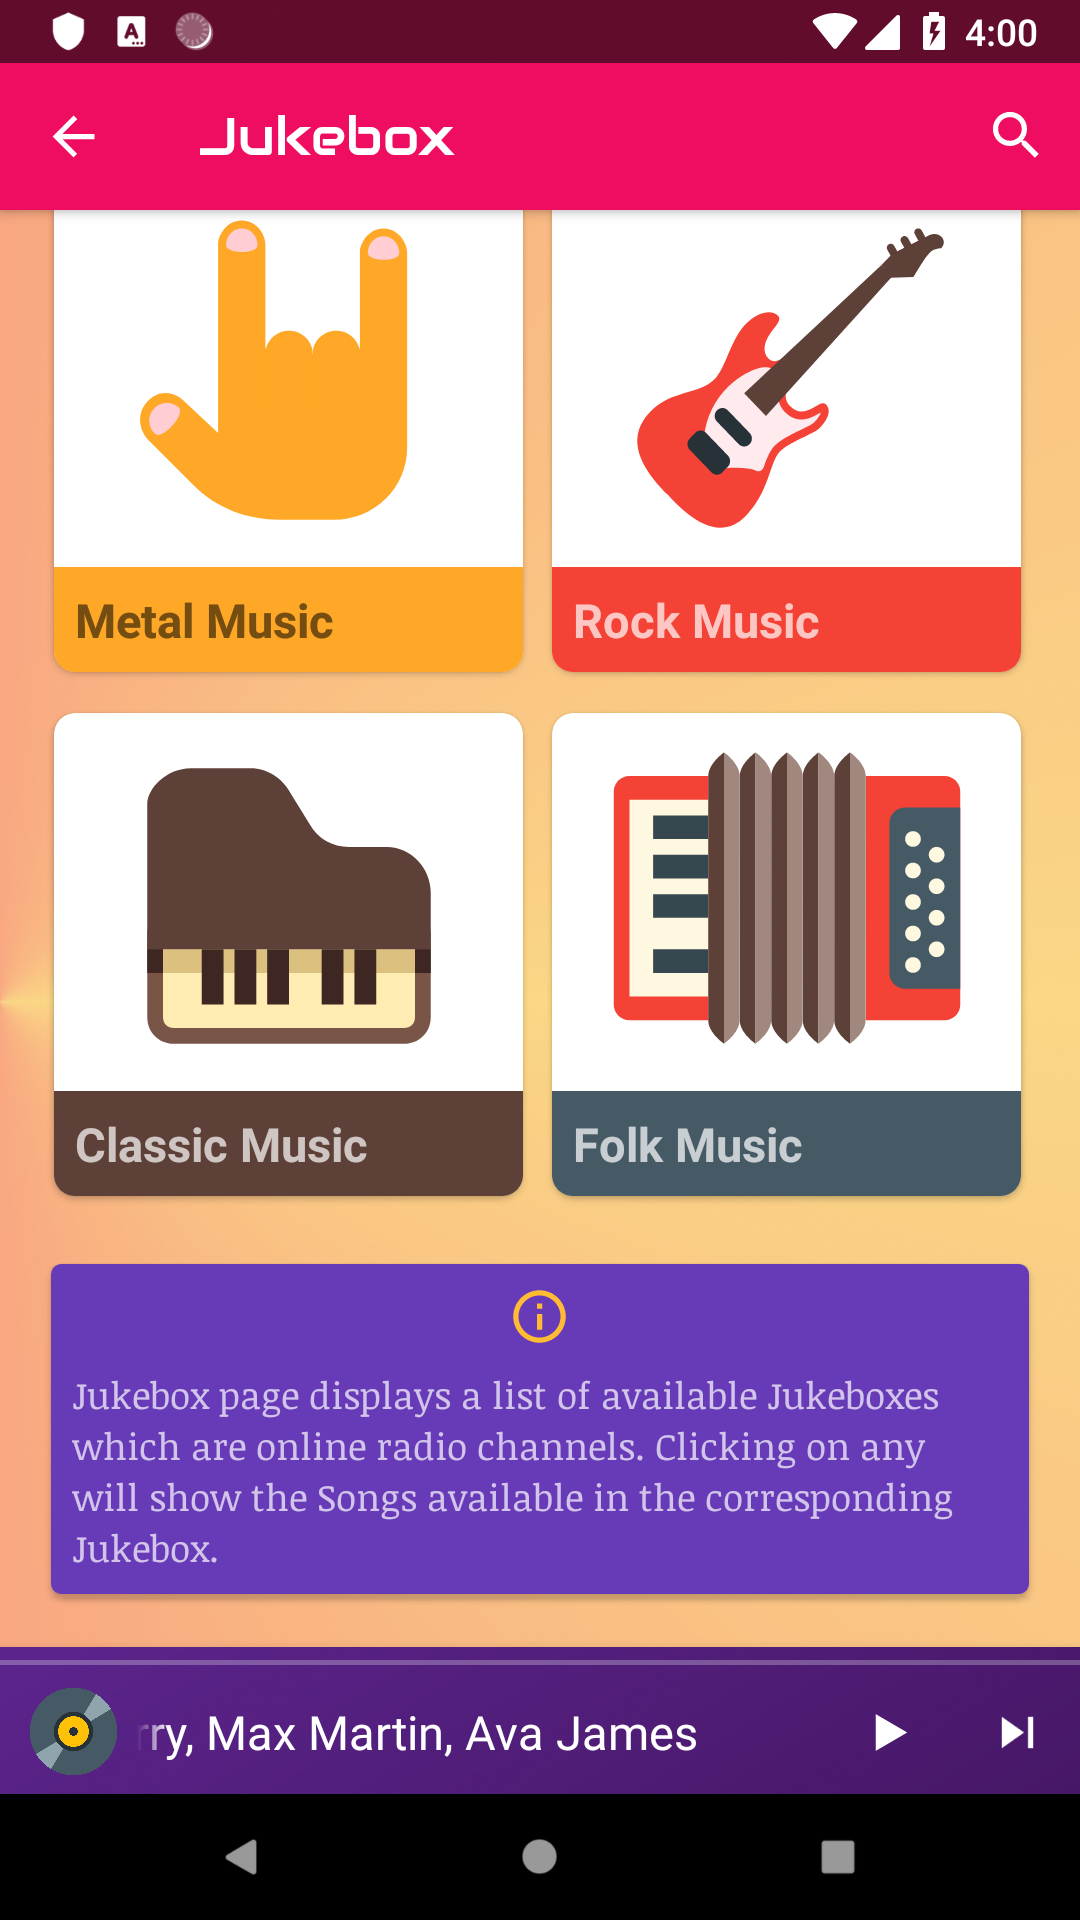 4:00
Jukebox
Metal Music
Rock Music
Classic Music
Folk Music
Jukebox page displays a list of available Jukeboxes
which are online radio channels. Clicking on any
will show the Songs available in the corresponding
Jukebox.
rry, Max Martin, Ava James